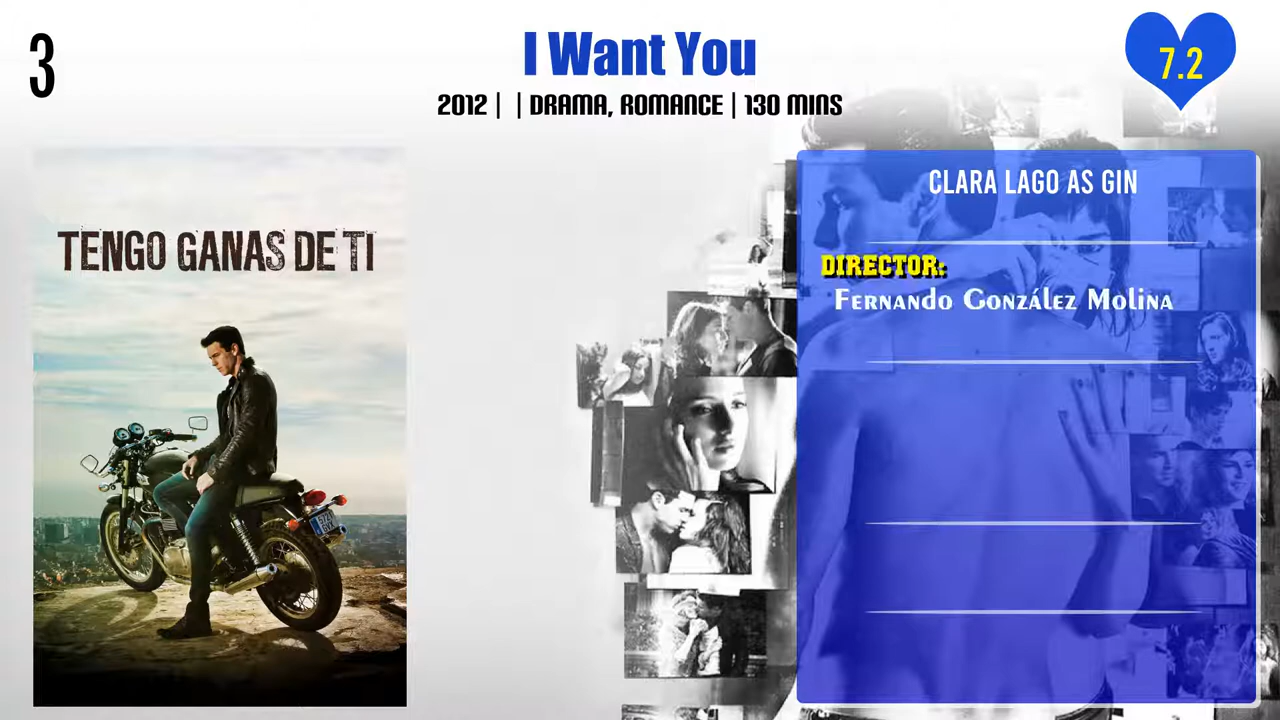 3
I Want You
7.2
2012 | | DRAMA, ROMANCE | 130 MINS
TENGO GANAS DE TI
CLARA LAGO AS GIN
DIRECTOR:
Fernando González Molina